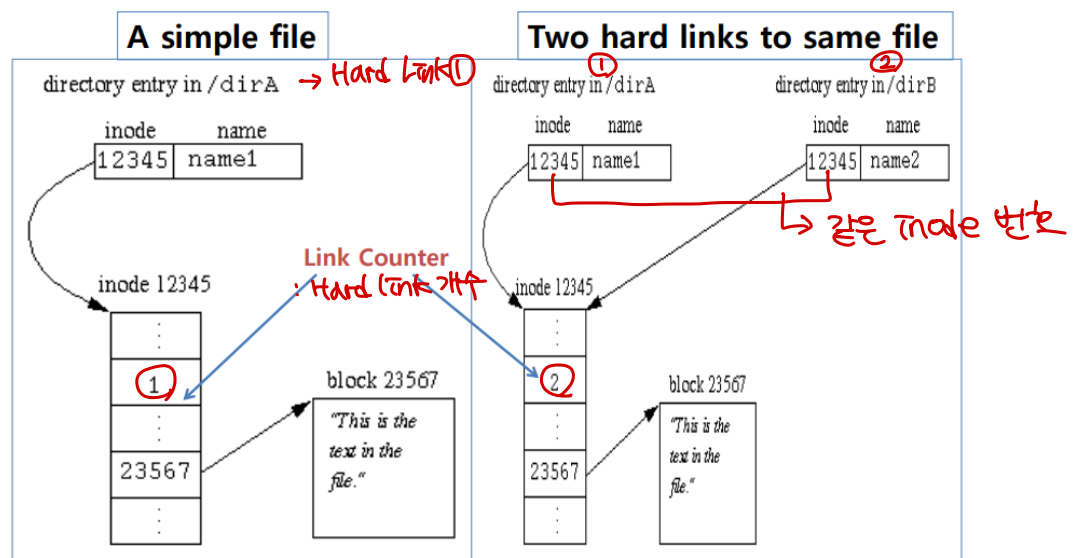 A simple file
directory entry in /dirA → Hard Link ①
inode name
12345 name1
Link Counter
: Hard link 개수
inode 12345
1
23567
block 23567
"This is the
text in the
file."
Two hard links to same file
① ②
directory entry in /dirA directory entry in /dirB
inode name inode name
12345 name1 12345 name2
↳ 같은 inode 번호
inode 12345
2
23567
block 23567
"This is the
text in the
file."